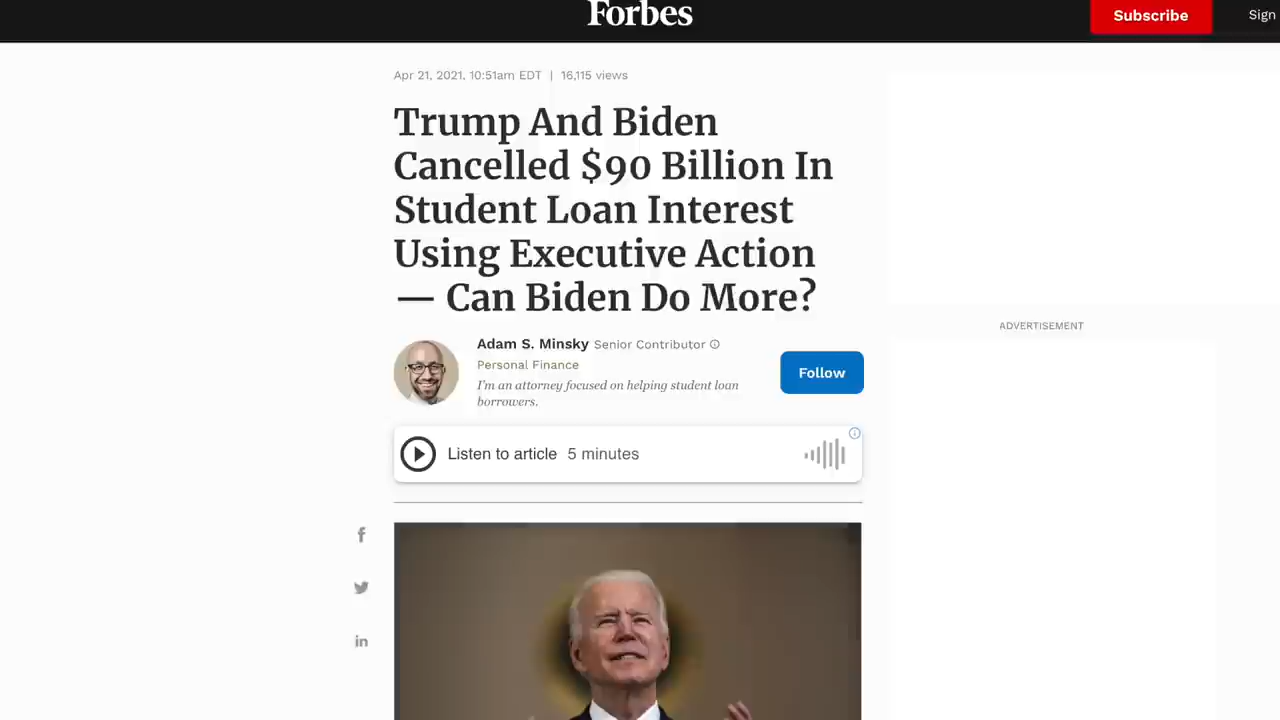 Forbes
Subscribe
Sign
Apr 21, 2021, 10:51am EDT | 16,115 views
Trump And Biden
Cancelled $90 Billion In
Student Loan Interest
Using Executive Action
— Can Biden Do More?
Adam S. Minsky Senior Contributor
Personal Finance
I'm an attorney focused on helping student loan
borrowers.
Follow
Listen to article 5 minutes
ADVERTISEMENT